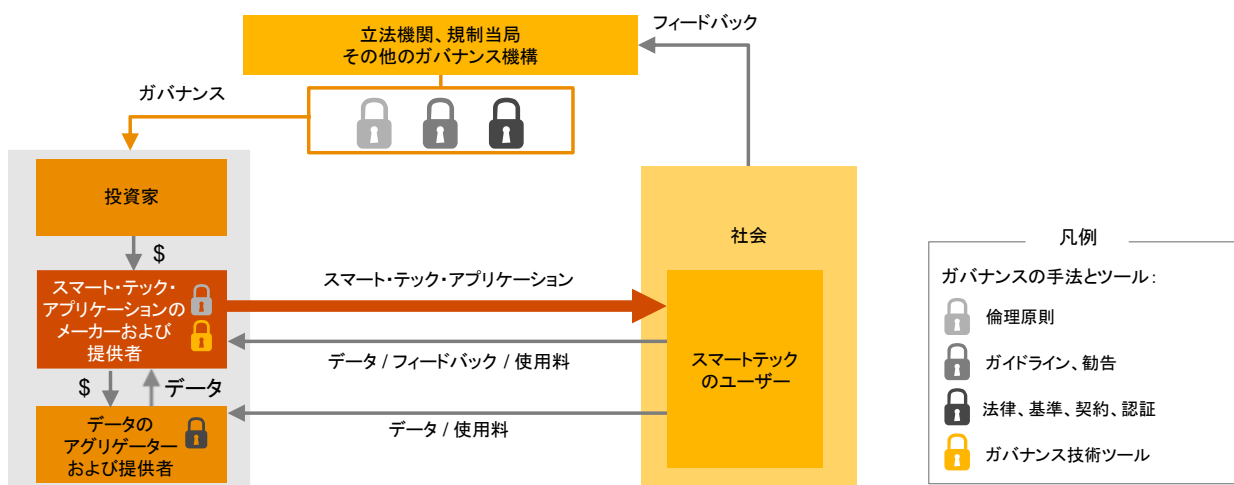 フィードバック
立法機関、規制当局
その他のガバナンス機構
ガバナンス
投資家
$
スマート・テック・
アプリケーションの
メーカーおよび
提供者
$
データ
データの
アグリゲーター
および提供者
スマート・テック・アプリケーション
データ / フィードバック / 使用料
データ / 使用料
社会
スマートテック
のユーザー
凡例
ガバナンスの手法とツール:
倫理原則
ガイドライン、勧告
法律、基準、契約、認証
ガバナンス技術ツール